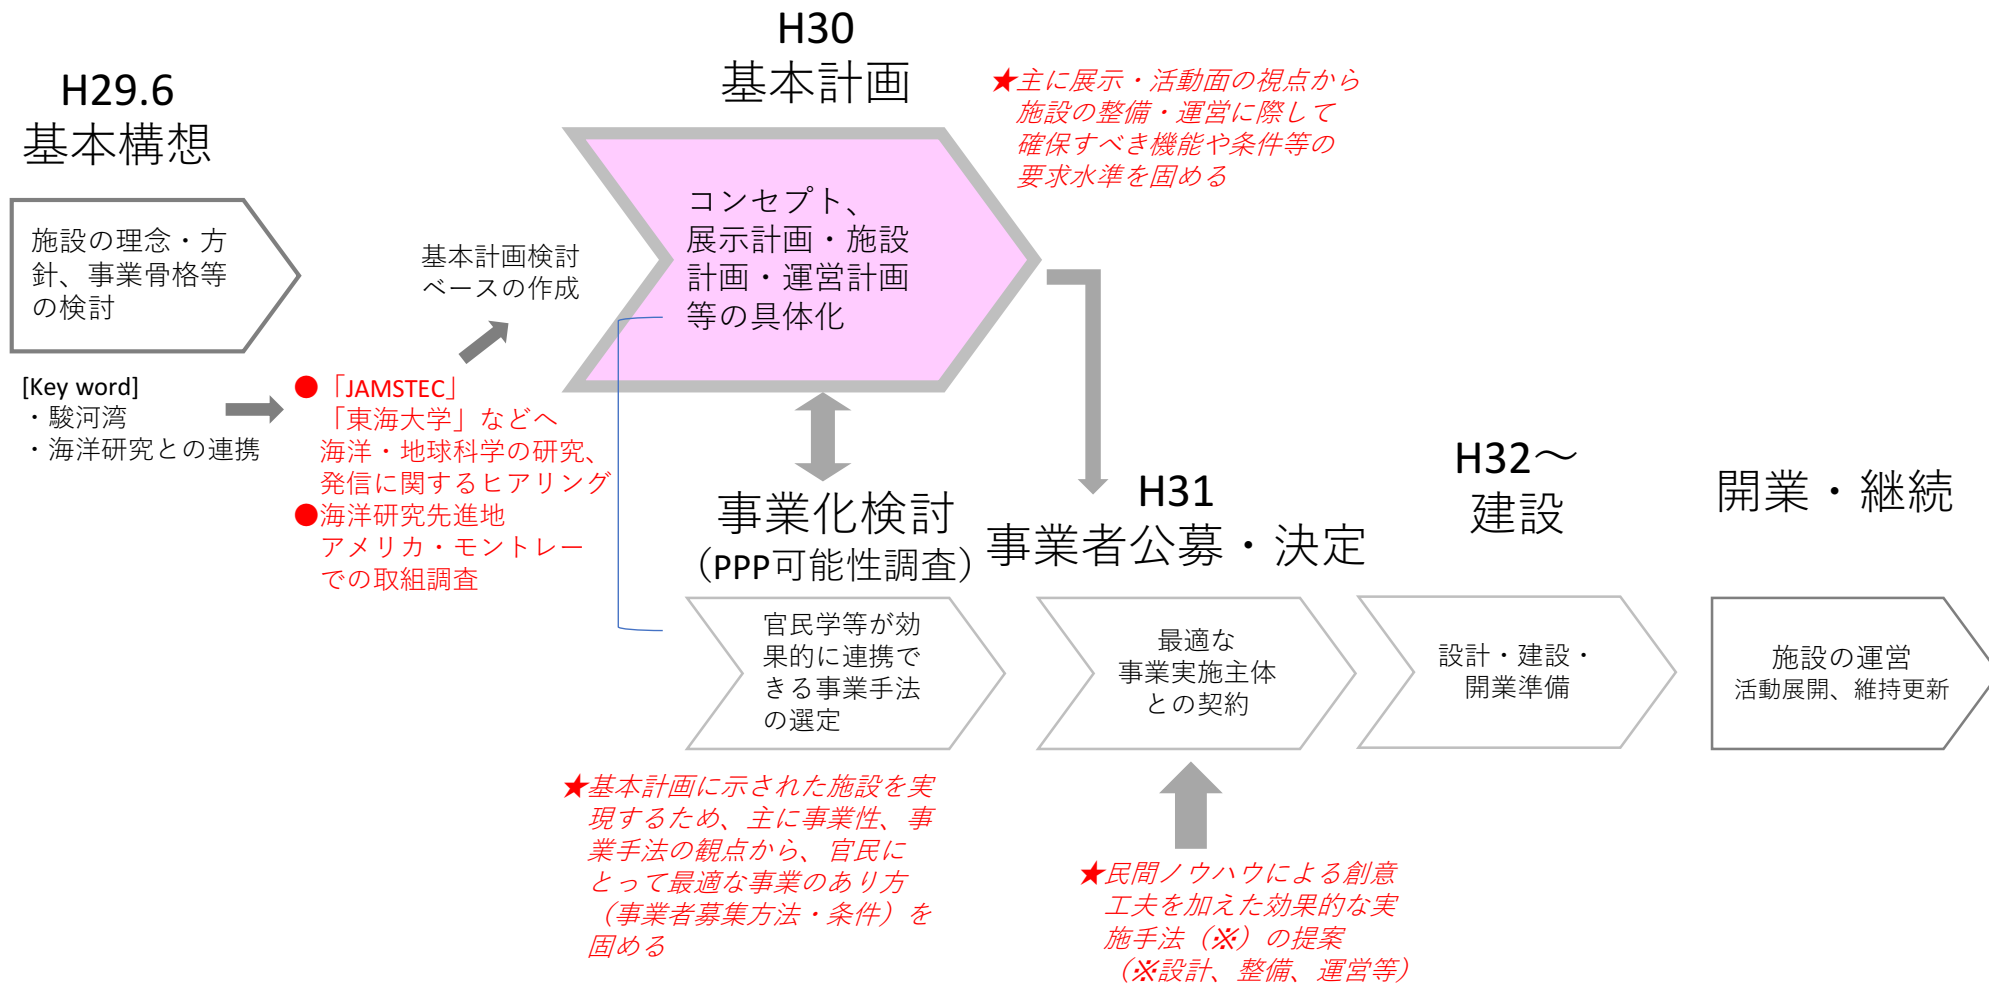 H29.6
基本構想
施設の理念・方
針、事業骨格等
の検討
[Key word]
・駿河湾
・海洋研究との連携
●「JAMSTEC」
「東海大学」などへ
海洋・地球科学の研究、
発信に関するヒアリング
●海洋研究先進地
アメリカ・モントレー
での取組調査
基本計画検討
ベースの作成
H30
基本計画
コンセプト、
展示計画・施設
計画・運営計画
等の具体化
★主に展示・活動面の視点から
施設の整備・運営に際して
確保すべき機能や条件等の
要求水準を固める
事業化検討
（PPP可能性調査）
官民学等が効
果的に連携で
きる事業手法
の選定
★基本計画に示された施設を実
現するため、主に事業性、事
業手法の観点から、官民に
とって最適な事業のあり方
（事業者募集方法・条件）を
固める
H31
事業者公募・決定
最適な
事業実施主体
との契約
★民間ノウハウによる創意
工夫を加えた効果的な実
施手法（※）の提案
（※設計、整備、運営等）
H32～
建設
設計・建設・
開業準備
開業・継続
施設の運営
活動展開、維持更新